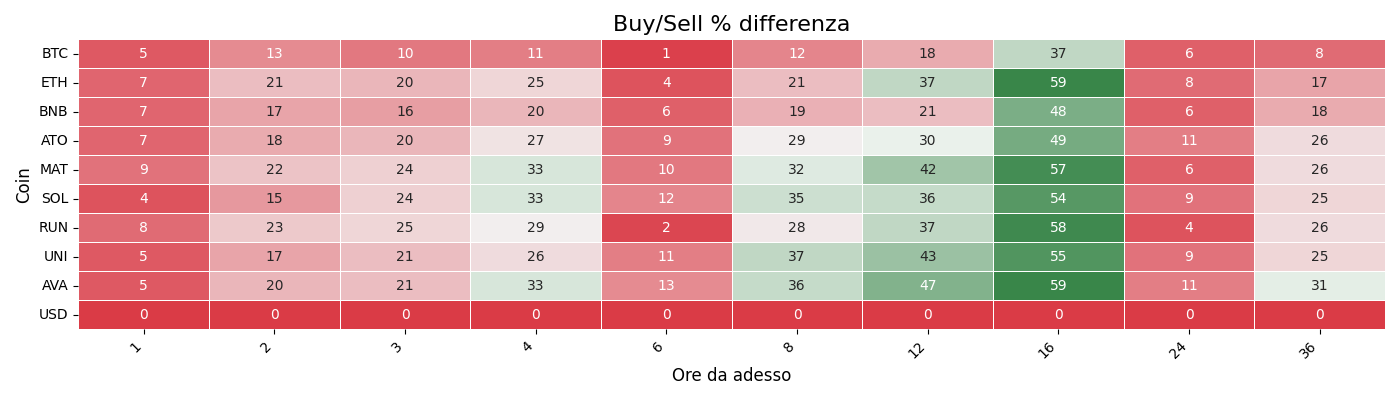 Buy/Sell % differenza
Coin
BTC 5 13 10 11 1 12 18 37 6 8
ETH 7 21 20 25 4 21 37 59 8 17
BNB 7 17 16 20 6 19 21 48 6 18
ATO 7 18 20 27 9 29 30 49 11 26
MAT 9 22 24 33 10 32 42 57 6 26
SOL 4 15 24 33 12 35 36 54 9 25
RUN 8 23 25 29 2 28 37 58 4 26
UNI 5 17 21 26 11 37 43 55 9 25
AVA 5 20 21 33 13 36 47 59 11 31
USD 0 0 0 0 0 0 0 0 0 0
1 2 3 4 6 8 12 16 24 36
Ore da adesso